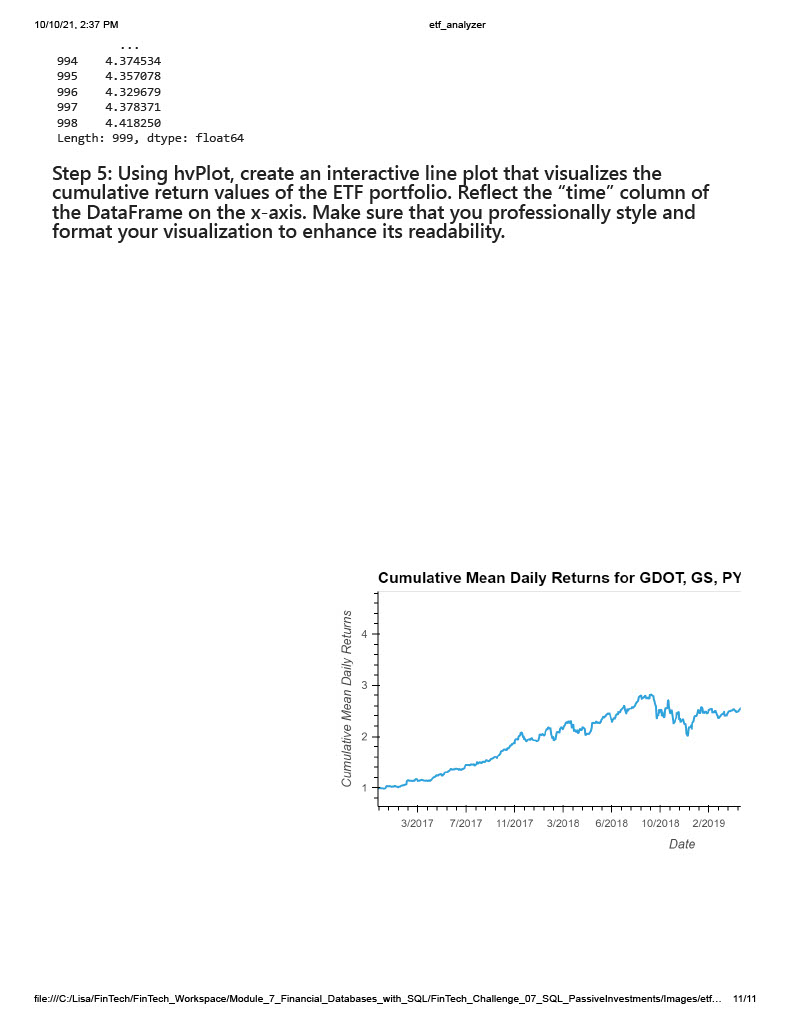 10/10/21, 2:37 PM etf_analyzer
...
994 4.374534
995 4.357078
996 4.329679
997 4.378371
998 4.418250
Length: 999, dtype: float64
Step 5: Using hvPlot, create an interactive line plot that visualizes the
cumulative return values of the ETF portfolio. Reflect the “time” column of
the DataFrame on the x-axis. Make sure that you professionally style and
format your visualization to enhance its readability.
Cumulative Mean Daily Returns for GDOT, GS, PY
Cumulative Mean Daily Returns
4
3
2
1
3/2017 7/2017 11/2017 3/2018 6/2018 10/2018 2/2019
Date
file:///C:/Lisa/FinTech/FinTech_Workspace/Module_7_Financial_Databases_with_SQL/FinTech_Challenge_07_SQL_PassiveInvestments/Images/etf… 11/11